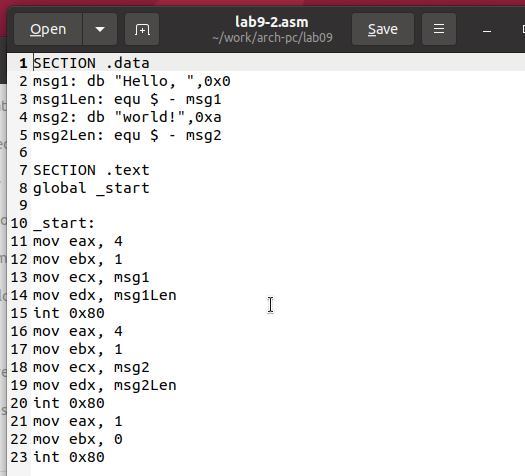 Open
lab9-2.asm
~/work/arch-pc/lab09
Save
1 SECTION .data
2 msg1: db "Hello, ",0x0
3 msg1Len: equ $ - msg1
4 msg2: db "world!",0xa
5 msg2Len: equ $ - msg2
6
7 SECTION .text
8 global _start
9
10 _start:
11 mov eax, 4
12 mov ebx, 1
13 mov ecx, msg1
14 mov edx, msg1Len
15 int 0x80
16 mov eax, 4
17 mov ebx, 1
18 mov ecx, msg2
19 mov edx, msg2Len
20 int 0x80
21 mov eax, 1
22 mov ebx, 0
23 int 0x80